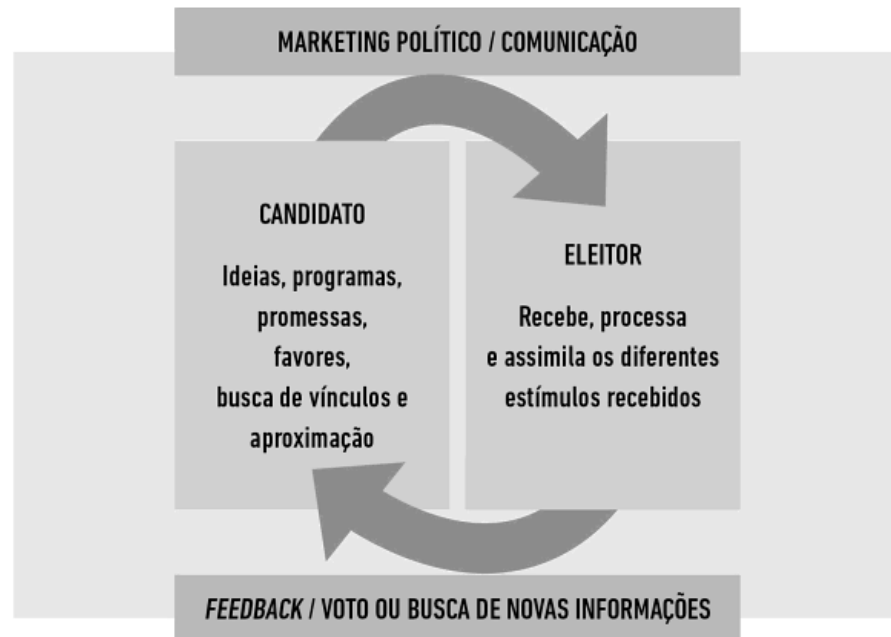 MARKETING POLÍTICO / COMUNICAÇÃO
CANDIDATO
Ideias, programas,
promessas,
favores,
busca de vínculos e
aproximação
ELEITOR
Recebe, processa
e assimila os diferentes
estímulos recebidos
FEEDBACK / VOTO OU BUSCA DE NOVAS INFORMAÇÕES